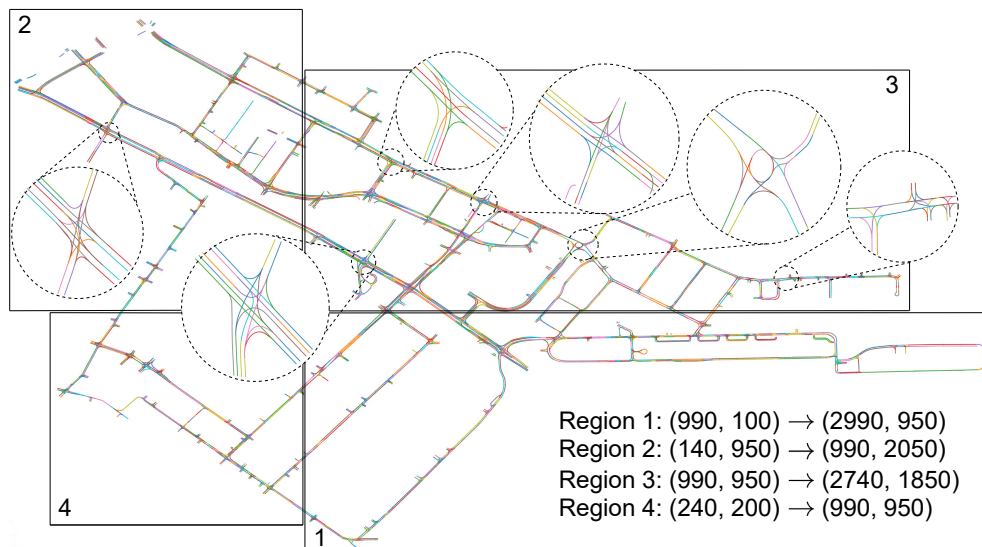 2
3
Region 1: (990, 100) → (2990, 950)
Region 2: (140, 950) → (990, 2050)
Region 3: (990, 950) → (2740, 1850)
Region 4: (240, 200) → (990, 950)
4
1